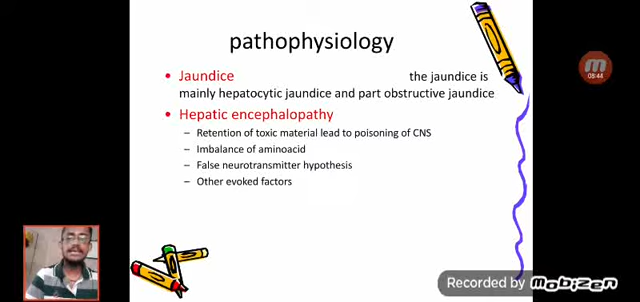 pathophysiology
• Jaundice the jaundice is
mainly hepatocytic jaundice and part obstructive jaundice
• Hepatic encephalopathy
– Retention of toxic material lead to poisoning of CNS
– Imbalance of aminoacid
– False neurotransmitter hypothesis
– Other evoked factors
08:44
Recorded by mobizen